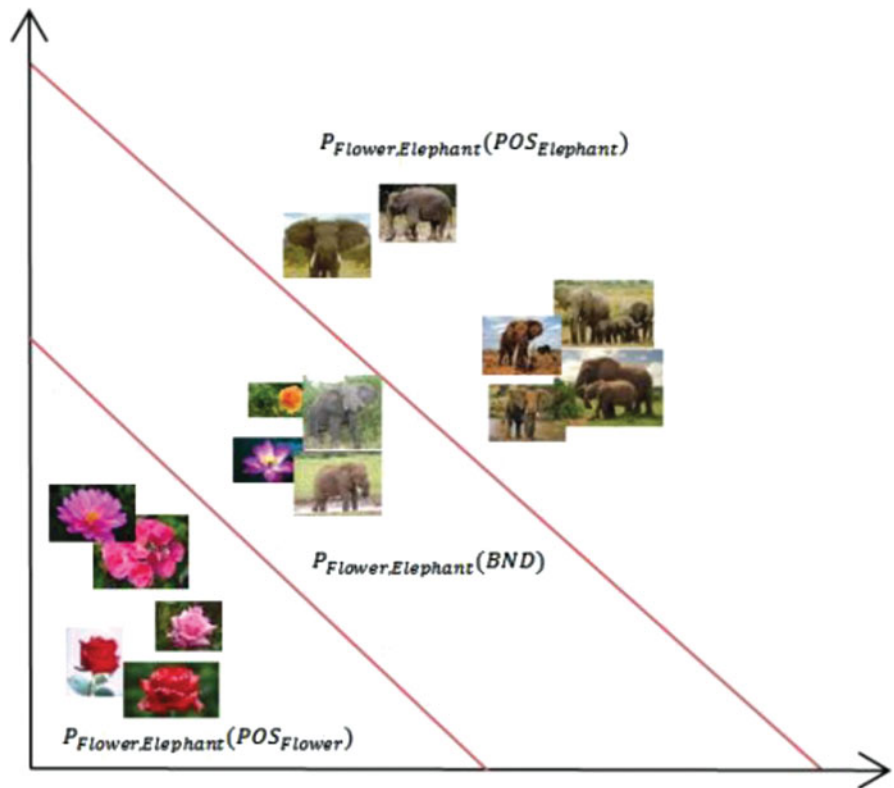 P_{Flower,Elephant}(POS_{Elephant})
P_{Flower,Elephant}(BND)
P_{Flower,Elephant}(POS_{Flower})